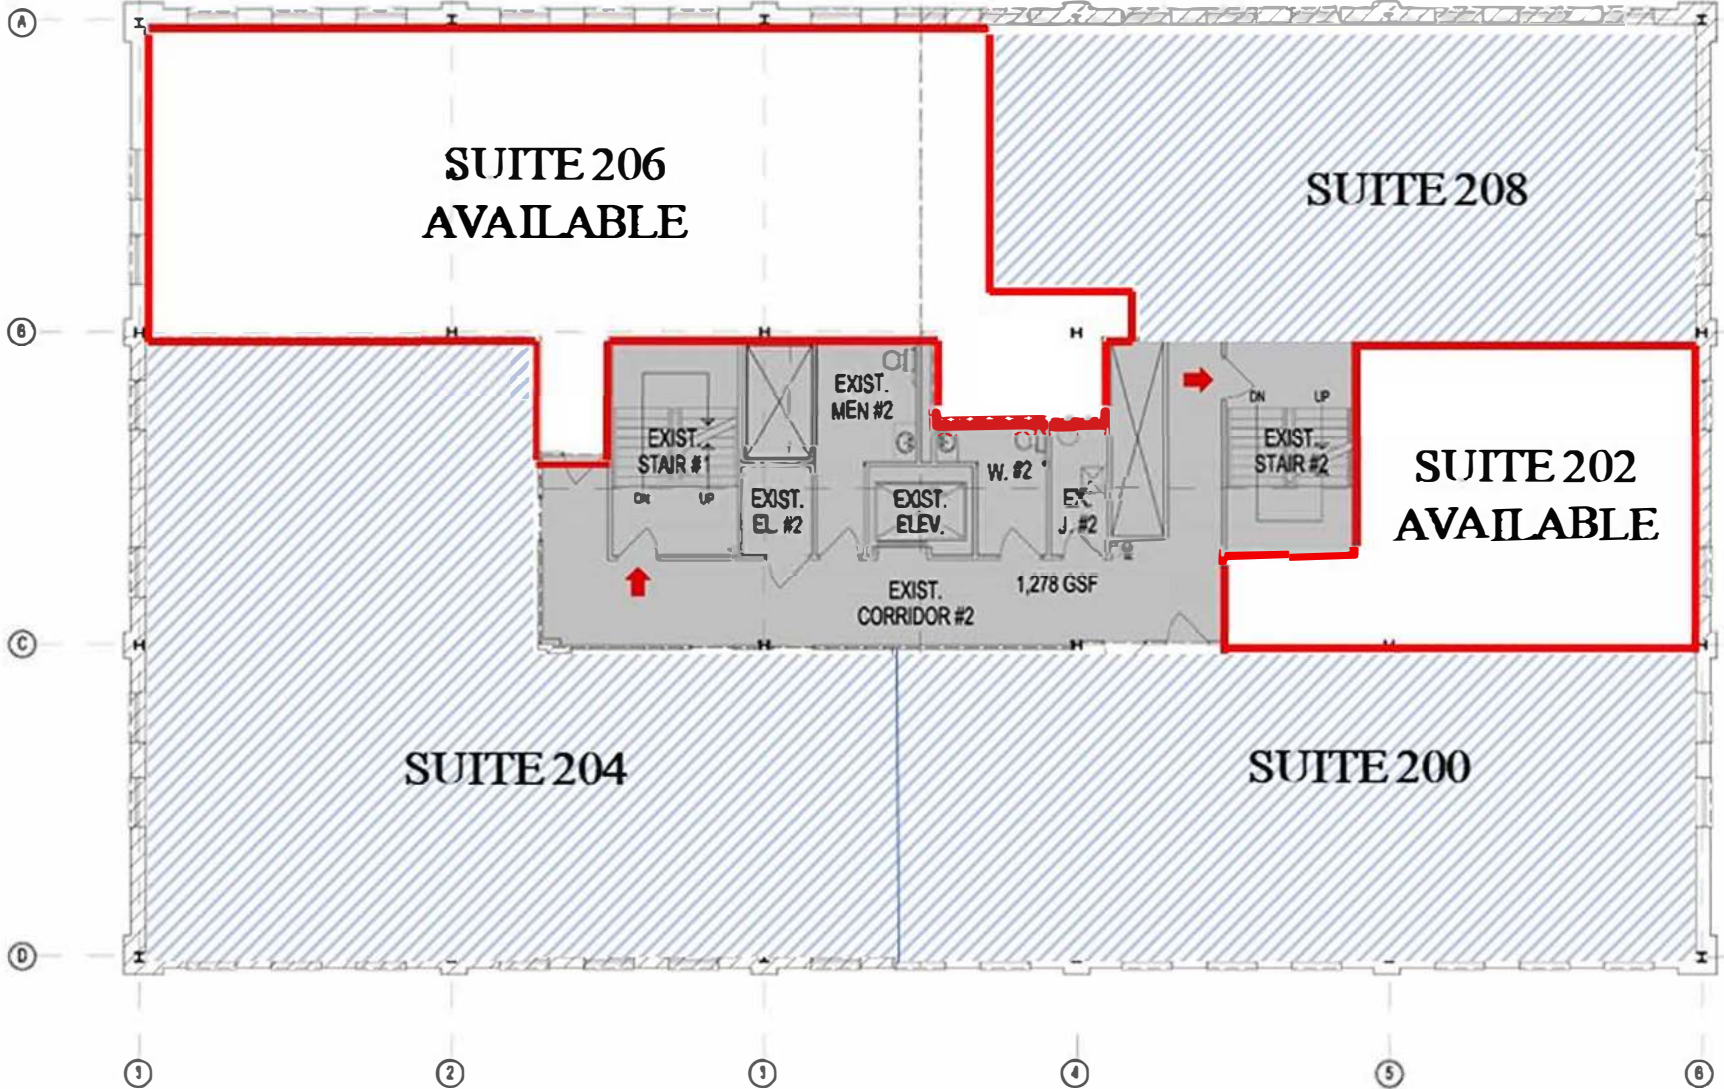 A
SUITE 206
AVAILABLE
SUITE 208
B
EXIST.
MEN #2
DN UP
EXIST.
STAIR #1
EXIST.
STAIR #2
W. #2
SUITE 202
AVAILABLE
DN UP
EXIST.
EL #2
EXIST.
ELEV.
EX.
J. #2
EXIST.
CORRIDOR #2
1,278 GSF
C
SUITE 204
SUITE 200
D
2
4
5
6